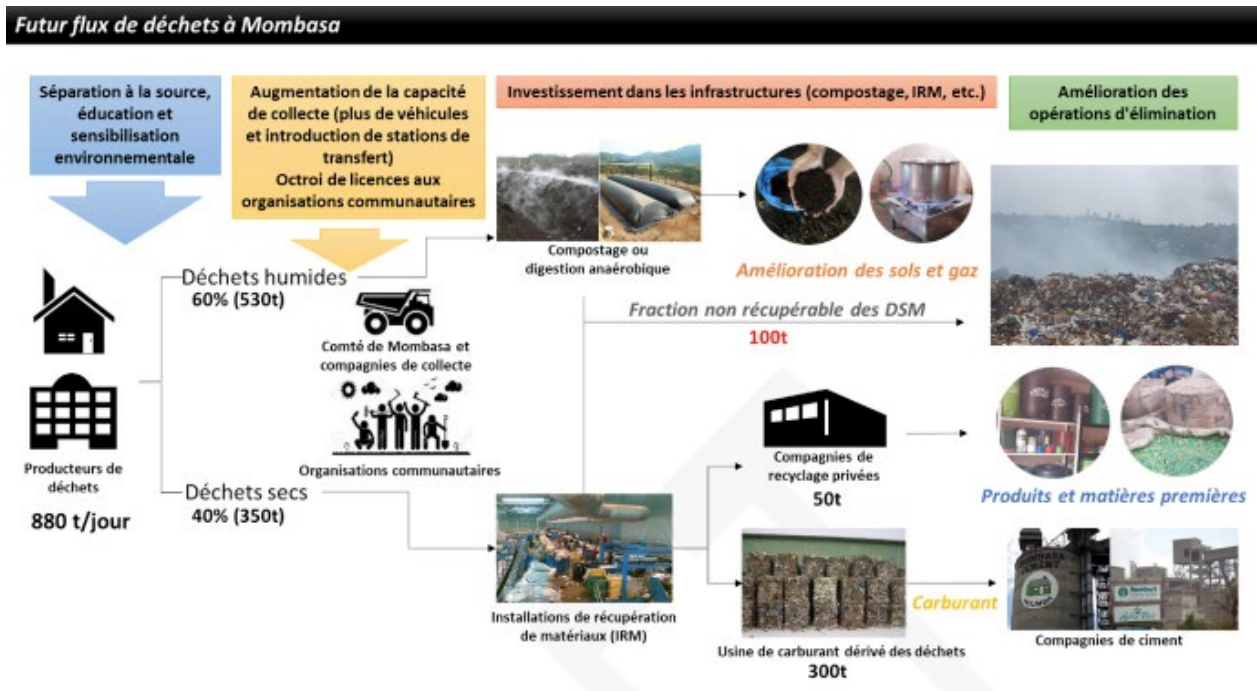 Futur flux de déchets à Mombasa
Séparation à la source,
éducation et
sensibilisation
environnementale
Augmentation de la capacité
de collecte (plus de véhicules
et introduction de stations de
transfert)
Octroi de licences aux
organisations communautaires
Investissement dans les infrastructures (compostage, IRM, etc.)
Amélioration des
opérations d'élimination
Déchets humides
60% (530t)
Compostage ou
digestion anaérobique
Amélioration des sols et gaz
Comté de Mombasa et
compagnies de collecte
Fraction non récupérable des DSM
100t
Organisations communautaires
Producteurs de
déchets
880 t/jour
Déchets secs
40% (350t)
Compagnies de
recyclage privées
50t
Produits et matières premières
Installations de récupération
de matériaux (IRM)
Usine de carburant dérivé des déchets
300t
Carburant
CEMENT
Compagnies de ciment